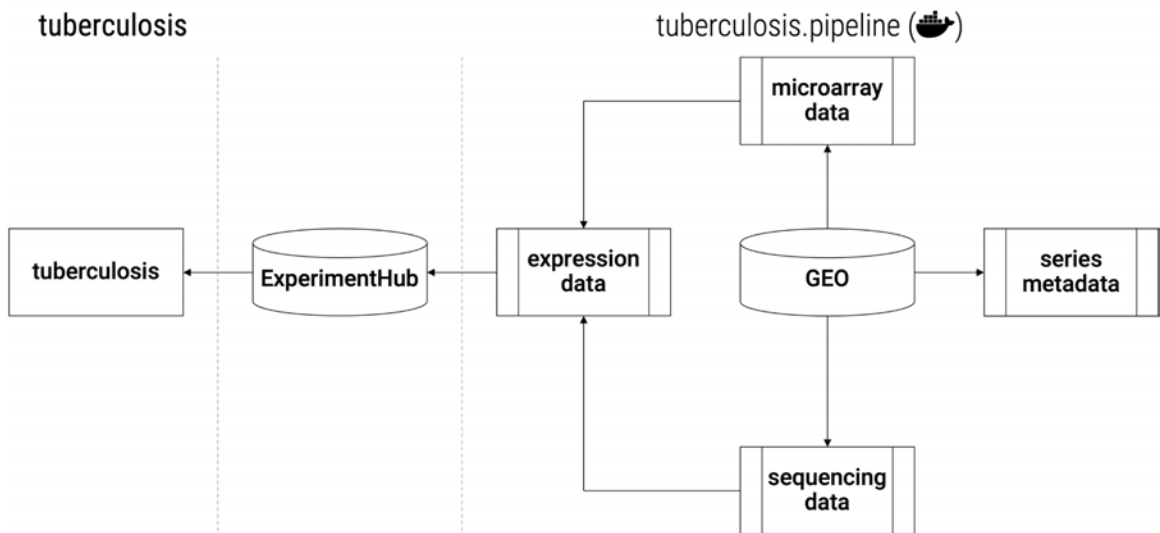 tuberculosis
tuberculosis.pipeline ()
microarray
data
tuberculosis
ExperimentHub
expression
data
GEO
series
metadata
sequencing
data